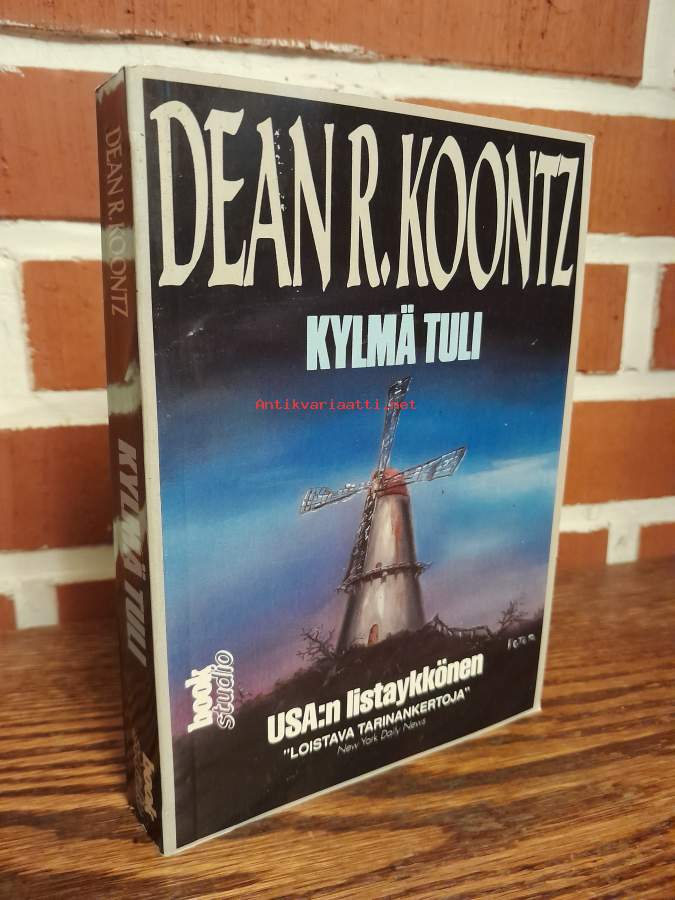 DEAN R. KOONTZ
KYLMÄ TULI
Antikvariaatti.net
USA:n listaykkönen
"LOISTAVA TARINANKERTOJA"
New York Daily News
book
studio
DEAN R. KOONTZ
KYLMÄ TULI
book